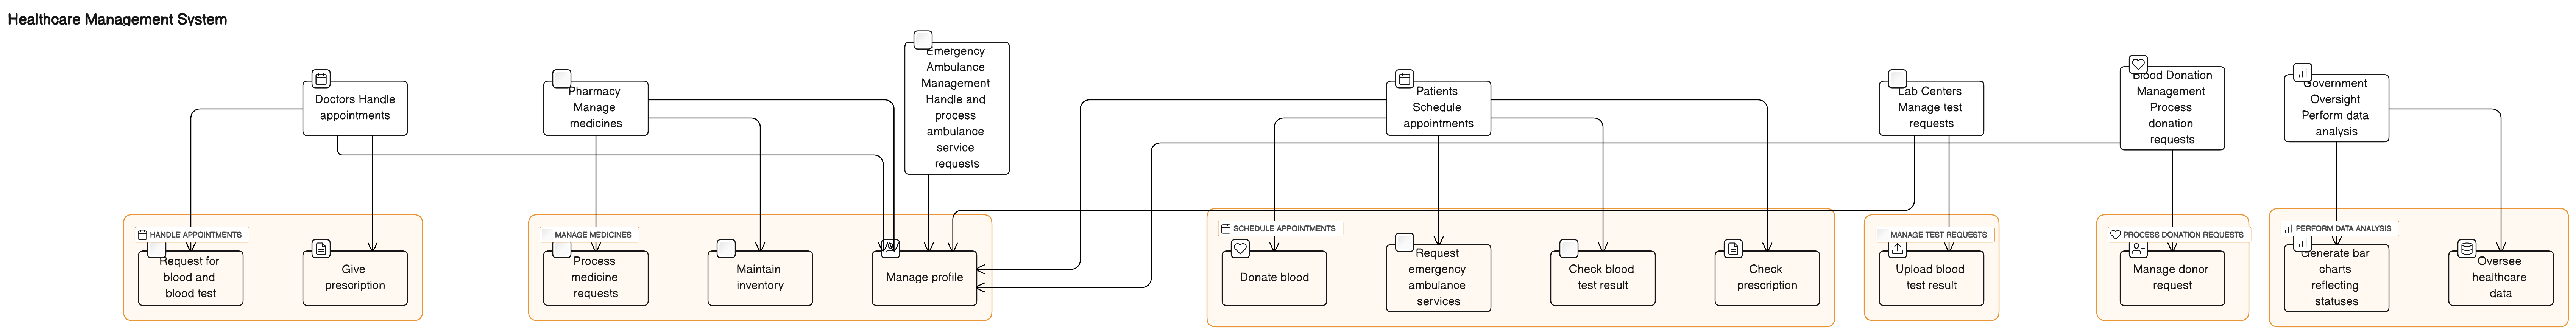 Healthcare Management System
Doctors Handle
appointments
Pharmacy
Manage
medicines
Emergency
Ambulance
Management
Handle and
process
ambulance
service
requests
Patients
Schedule
appointments
Lab Centers
Manage test
requests
Blood Donation
Management
Process
donation
requests
Government
Oversight
Perform data
analysis
HANDLE APPOINTMENTS
Request for
blood and
blood test
Give
prescription
MANAGE MEDICINES
Process
medicine
requests
Maintain
inventory
Manage profile
SCHEDULE APPOINTMENTS
Donate blood
Request
emergency
ambulance
services
Check blood
test result
Check
prescription
MANAGE TEST REQUESTS
Upload blood
test result
PROCESS DONATION REQUESTS
Manage donor
request
PERFORM DATA ANALYSIS
Generate bar
charts
reflecting
statuses
Oversee
healthcare
data